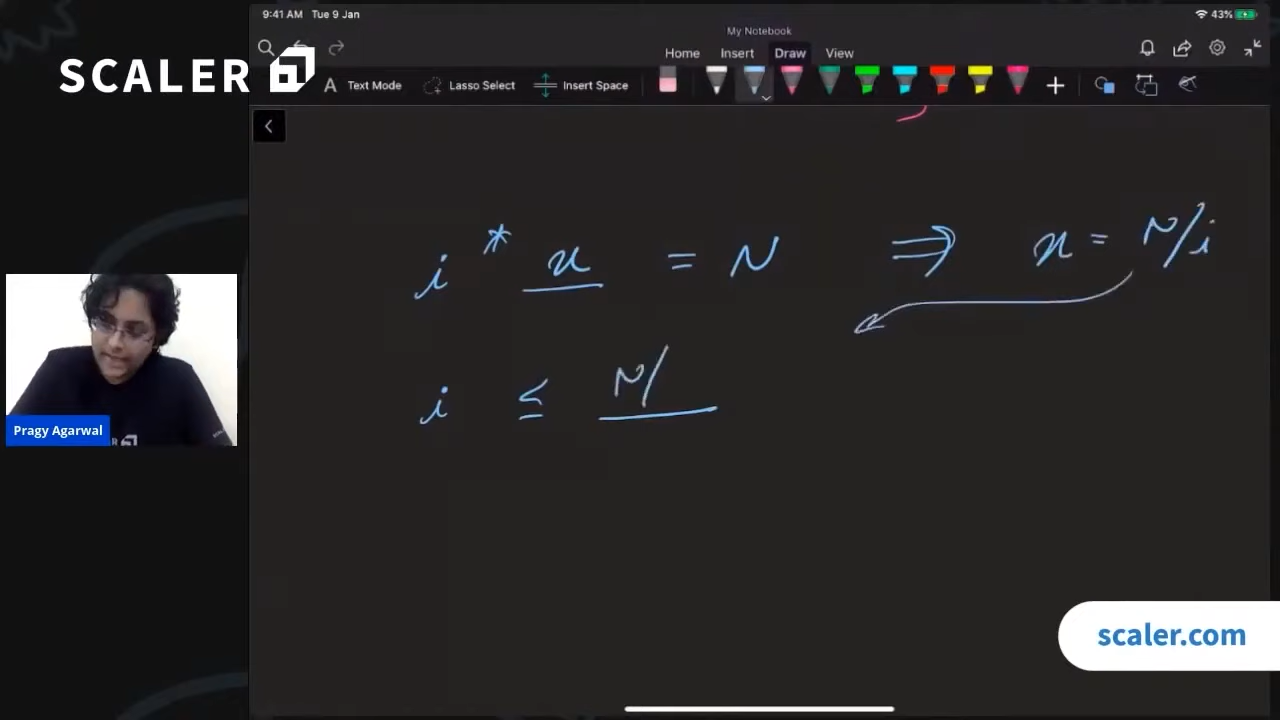 9:41 AM Tue 9 Jan
43%
My Notebook
Home Insert Draw View
SCALER
A Text Mode Lasso Select Insert Space
i * x = N ⇒ x = N/i
i ≤ N/
Pragy Agarwal
scaler.com